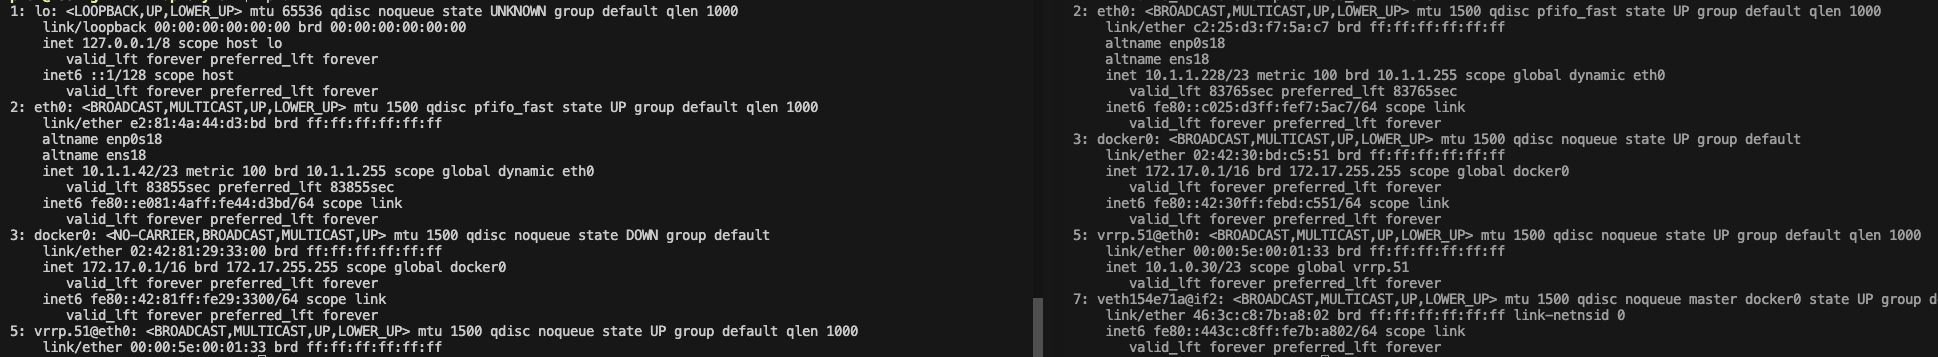 1: lo: <LOOPBACK,UP,LOWER_UP> mtu 65536 qdisc noqueue state UNKNOWN group default qlen 1000
link/loopback 00:00:00:00:00:00 brd 00:00:00:00:00:00
inet 127.0.0.1/8 scope host lo
valid_lft forever preferred_lft forever
inet6 ::1/128 scope host
valid_lft forever preferred_lft forever
2: eth0: <BROADCAST,MULTICAST,UP,LOWER_UP> mtu 1500 qdisc pfifo_fast state UP group default qlen 1000
link/ether e2:81:4a:44:d3:bd brd ff:ff:ff:ff:ff:ff
altname enp0s18
altname ens18
inet 10.1.1.42/23 metric 100 brd 10.1.1.255 scope global dynamic eth0
valid_lft 83855sec preferred_lft 83855sec
inet6 fe80::e081:4aff:fe44:d3bd/64 scope link
valid_lft forever preferred_lft forever
3: docker0: <NO-CARRIER,BROADCAST,MULTICAST,UP> mtu 1500 qdisc noqueue state DOWN group default
link/ether 02:42:81:29:33:00 brd ff:ff:ff:ff:ff:ff
inet 172.17.0.1/16 brd 172.17.255.255 scope global docker0
valid_lft forever preferred_lft forever
inet6 fe80::42:81ff:fe29:3300/64 scope link
valid_lft forever preferred_lft forever
5: vrrp.51@eth0: <BROADCAST,MULTICAST,UP,LOWER_UP> mtu 1500 qdisc noqueue state UP group default qlen 1000
link/ether 00:00:5e:00:01:33 brd ff:ff:ff:ff:ff:ff
2: eth0: <BROADCAST,MULTICAST,UP,LOWER_UP> mtu 1500 qdisc pfifo_fast state UP group default qlen 1000
link/ether c2:25:d3:f7:5a:c7 brd ff:ff:ff:ff:ff:ff
altname enp0s18
altname ens18
inet 10.1.1.228/23 metric 100 brd 10.1.1.255 scope global dynamic eth0
valid_lft 83765sec preferred_lft 83765sec
inet6 fe80::c025:d3ff:fef7:5ac7/64 scope link
valid_lft forever preferred_lft forever
3: docker0: <BROADCAST,MULTICAST,UP,LOWER_UP> mtu 1500 qdisc noqueue state UP group default
link/ether 02:42:30:bd:c5:51 brd ff:ff:ff:ff:ff:ff
inet 172.17.0.1/16 brd 172.17.255.255 scope global docker0
valid_lft forever preferred_lft forever
inet6 fe80::42:30ff:febd:c551/64 scope link
valid_lft forever preferred_lft forever
5: vrrp.51@eth0: <BROADCAST,MULTICAST,UP,LOWER_UP> mtu 1500 qdisc noqueue state UP group default qlen 1000
link/ether 00:00:5e:00:01:33 brd ff:ff:ff:ff:ff:ff
inet 10.1.0.30/23 scope global vrrp.51
valid_lft forever preferred_lft forever
7: veth154e71a@if2: <BROADCAST,MULTICAST,UP,LOWER_UP> mtu 1500 qdisc noqueue master docker0 state UP group d
link/ether 46:3c:c8:7b:a8:02 brd ff:ff:ff:ff:ff:ff link-netnsid 0
inet6 fe80::443c:c8ff:fe7b:a802/64 scope link
valid_lft forever preferred_lft forever